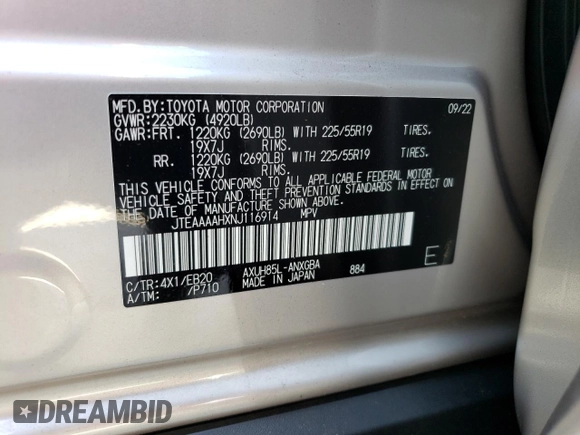 MFD.BY:TOYOTA MOTOR CORPORATION 09/22
GVWR:2230KG (4920LB)
GAWR:FRT. 1220KG (2690LB) WITH 225/55R19 TIRES.
19X7J RIMS.
RR. 1220KG (2690LB) WITH 225/55R19 TIRES.
19X7J RIMS.
THIS VEHICLE CONFORMS TO ALL APPLICABLE FEDERAL MOTOR
VEHICLE SAFETY AND THEFT PREVENTION STANDARDS IN EFFECT ON
THE DATE OF MANUFACTURE SHOWN ABOVE.
JTEAAAAHXNJ116914 MPV
C/TR:4X1/EB20 AXUH85L-ANXGBA 884 E
A/TM: /P710 MADE IN JAPAN
DREAMBID